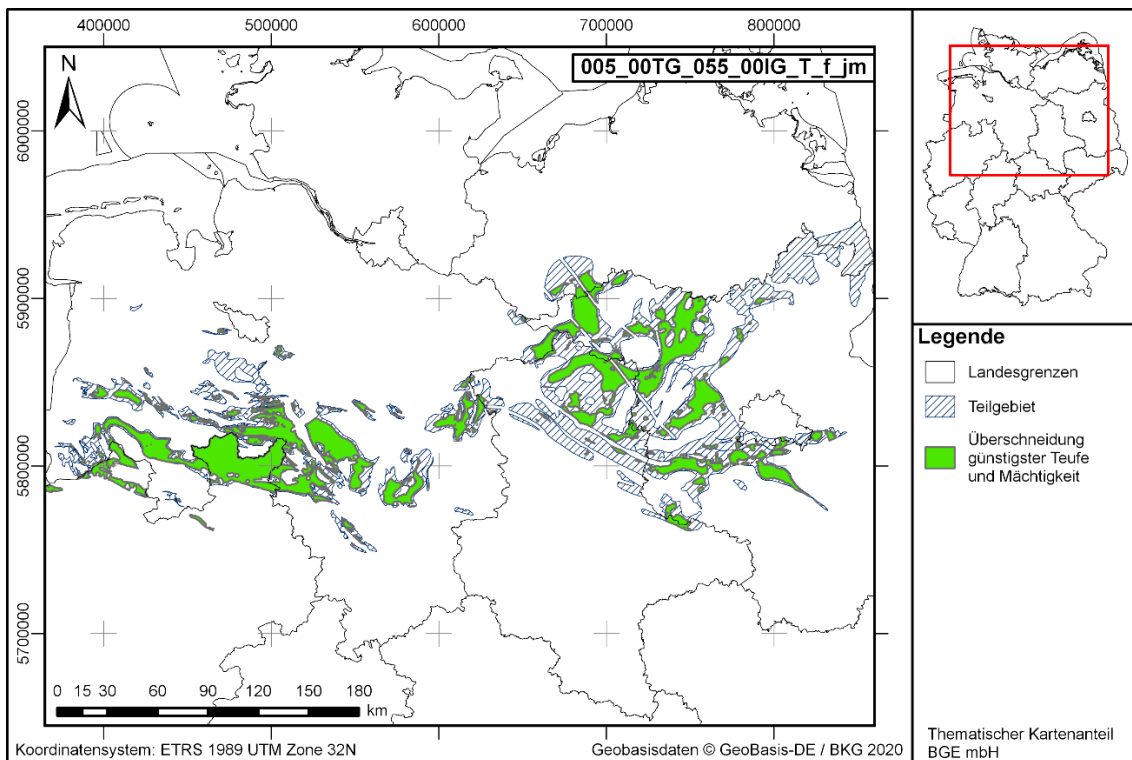 400000 500000 600000 700000 800000
N
005_00TG_055_00IG_T_f_jm
6000000
5900000
5800000
5700000
0 15 30 60 90 120 150 180
km
Koordinatensystem: ETRS 1989 UTM Zone 32N
Geobasisdaten © GeoBasis-DE / BKG 2020
Legende
Landesgrenzen
Teilgebiet
Überschneidung
günstigster Teufe
und Mächtigkeit
Thematischer Kartenanteil
BGE mbH